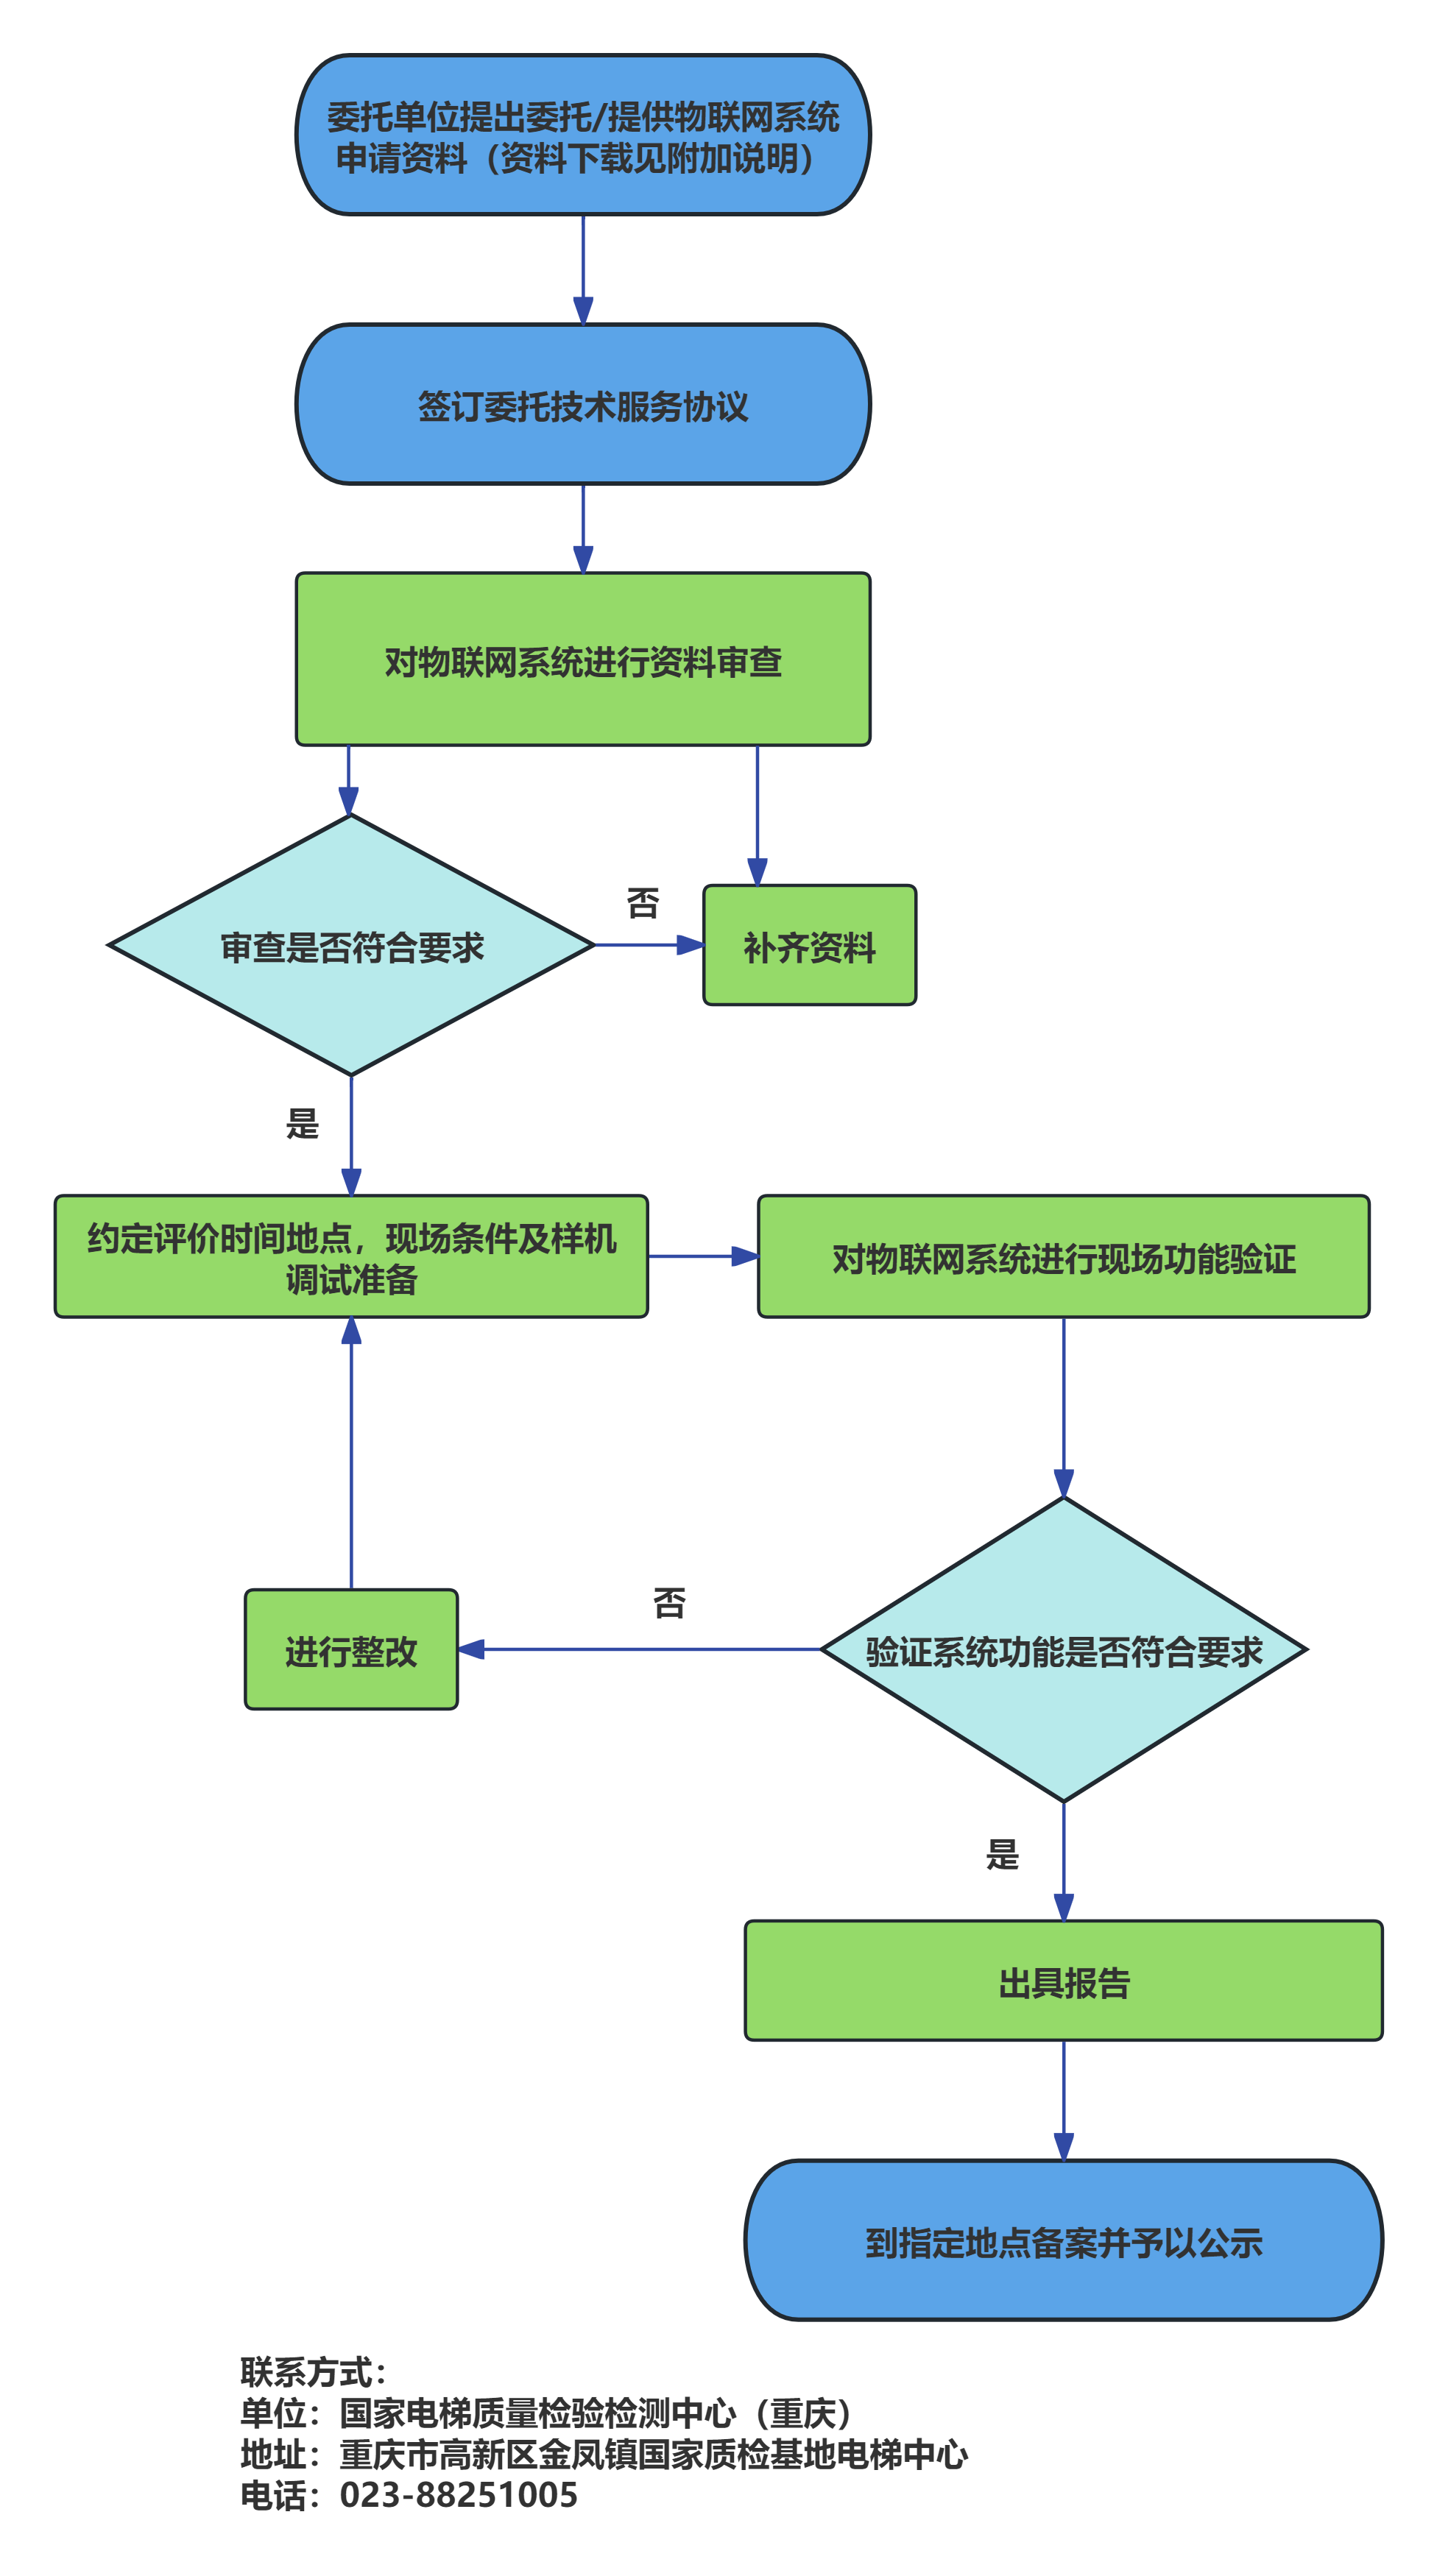 委托单位提出委托/提供物联网系统
申请资料（资料下载见附加说明）
签订委托技术服务协议
对物联网系统进行资料审查
审查是否符合要求
否
补齐资料
是
约定评价时间地点，现场条件及样机
调试准备
对物联网系统进行现场功能验证
进行整改
否
验证系统功能是否符合要求
是
出具报告
到指定地点备案并予以公示
联系方式：
单位：国家电梯质量检验检测中心（重庆）
地址：重庆市高新区金凤镇国家质检基地电梯中心
电话：023-88251005